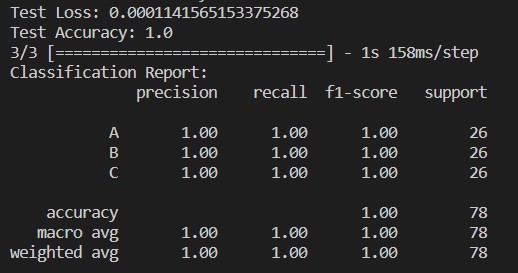 Test Loss: 0.0001141565153375268
Test Accuracy: 1.0
3/3 [==============================] - 1s 158ms/step
Classification Report:
precision recall f1-score support
A 1.00 1.00 1.00 26
B 1.00 1.00 1.00 26
C 1.00 1.00 1.00 26
accuracy 1.00 78
macro avg 1.00 1.00 1.00 78
weighted avg 1.00 1.00 1.00 78